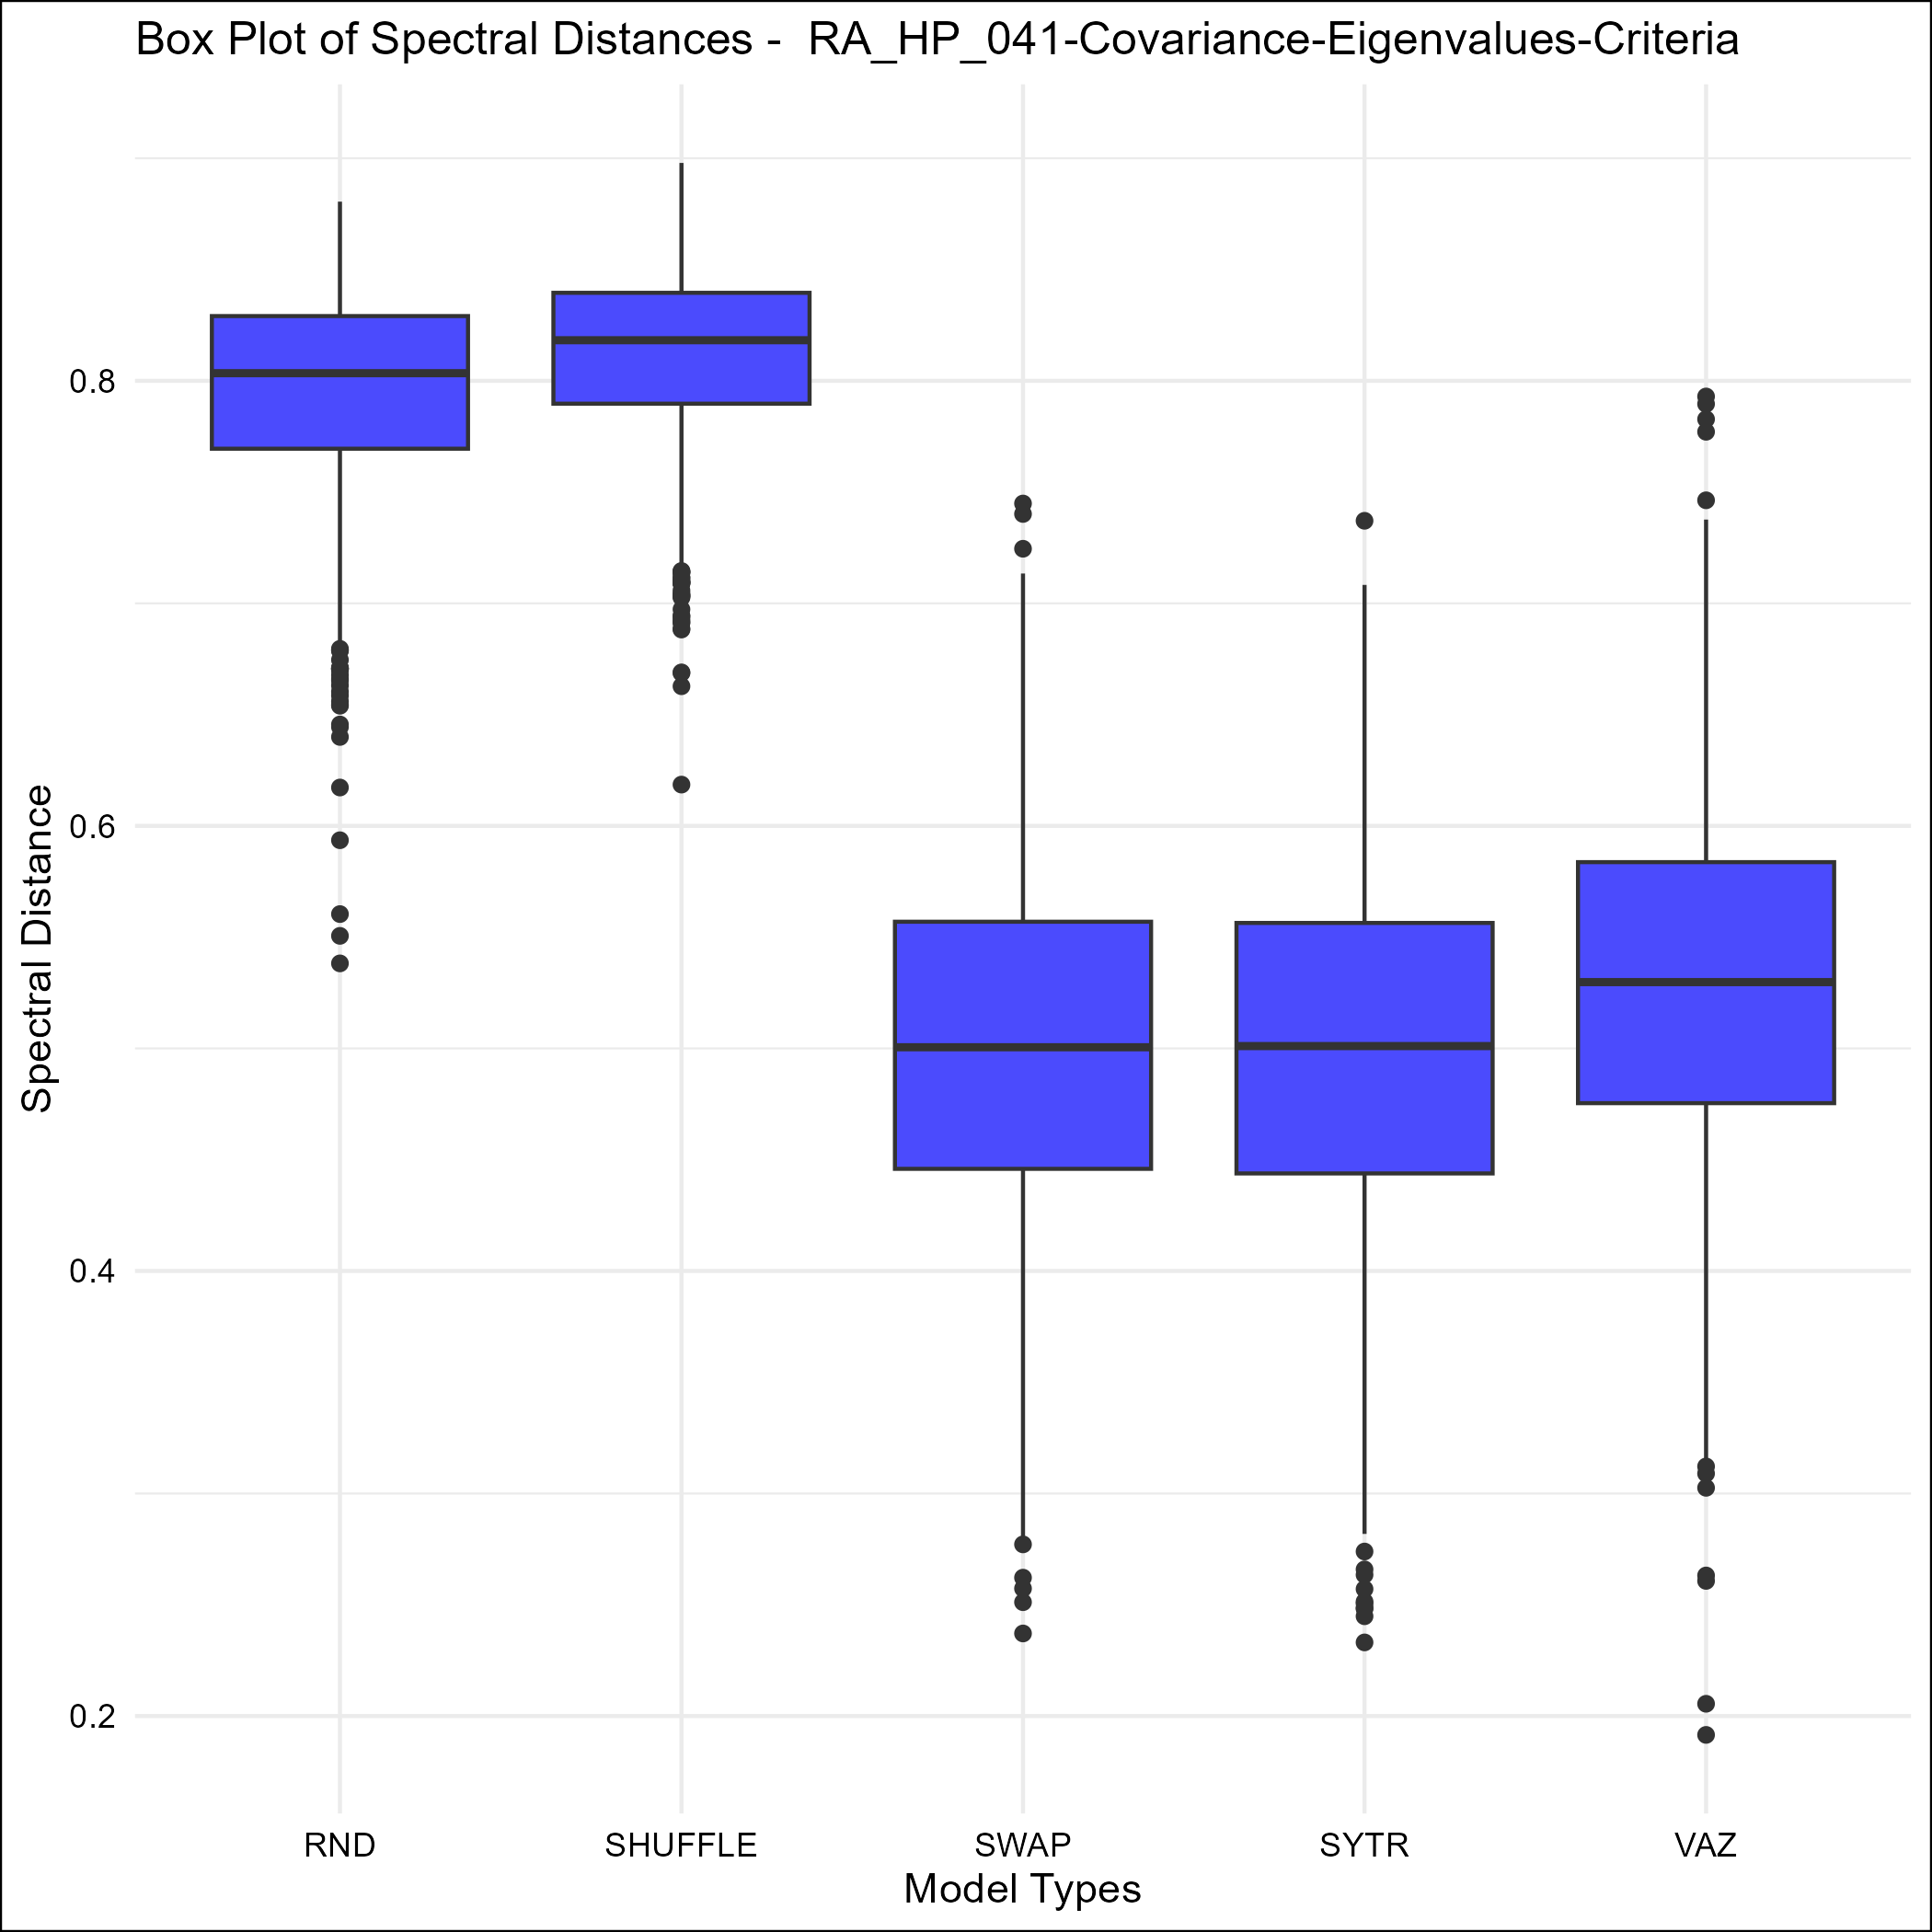 Box Plot of Spectral Distances -  RA_HP_041-Covariance-Eigenvalues-Criteria
Spectral Distance
0.8
0.6
0.4
0.2
RND
SHUFFLE
SWAP
SYTR
VAZ
Model Types